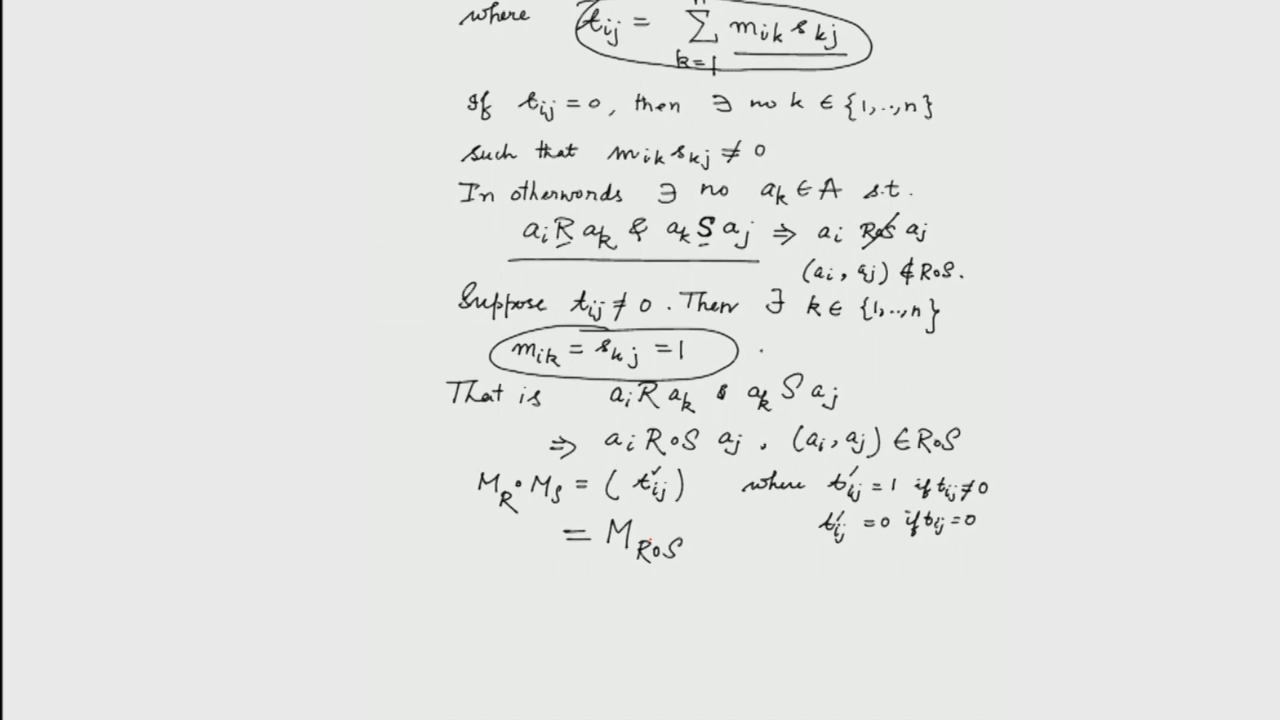 where t_ij = n Σ k=1 m_ik s_kj
If t_ij = 0, then ∃ no k ∈ {1,..,n}
such that m_ik s_kj ≠ 0
In otherwords ∃ no a_k ∈ A s.t.
a_i R a_k & a_k S a_j ⇒ a_i R∘S̸ a_j
(a_i, a_j) ∉ R∘S.
Suppose t_ij ≠ 0. Then ∃ k ∈ {1,..,n}
m_ik = s_kj = 1 .
That is a_i R a_k & a_k S a_j
⇒ a_i R∘S a_j , (a_i, a_j) ∈ R∘S
M_R ∘ M_S = (t'_ij) where t'_ij = 1 if t_ij ≠ 0
t'_ij = 0 if t_ij = 0
= M_R∘S